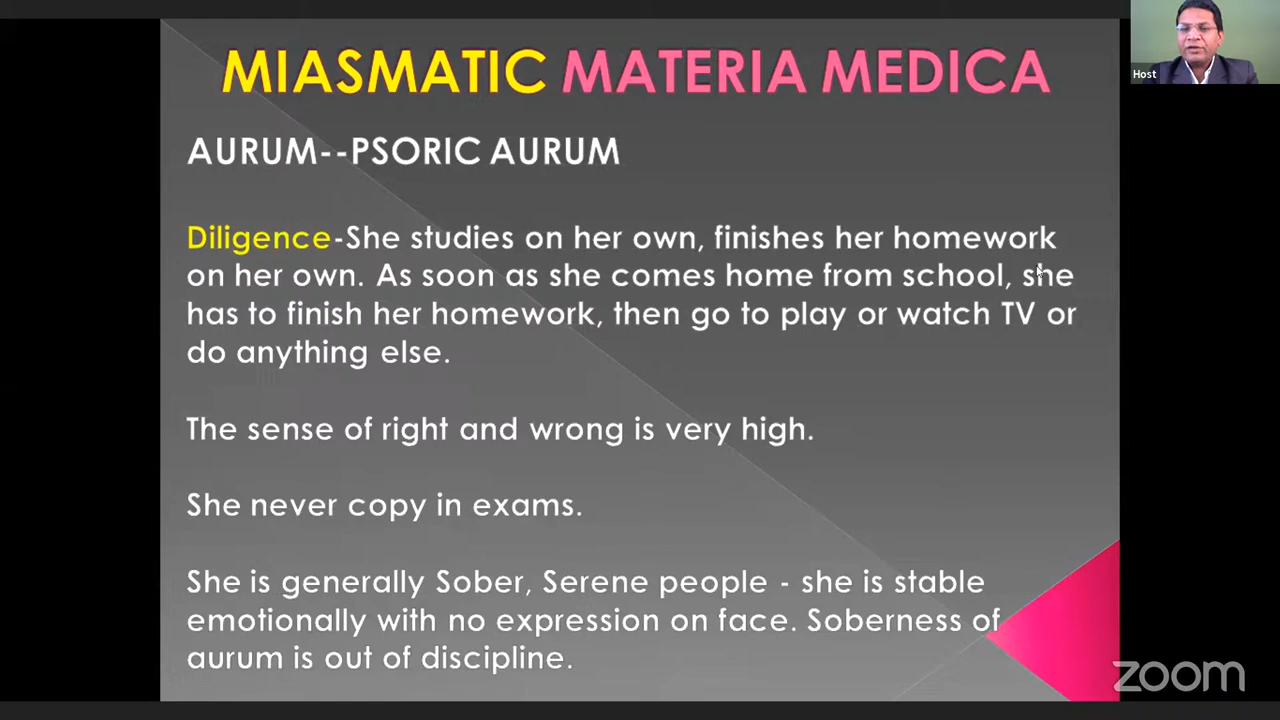 MIASMATIC MATERIA MEDICA
Host
AURUM--PSORIC AURUM
Diligence-She studies on her own, finishes her homework
on her own. As soon as she comes home from school, she
has to finish her homework, then go to play or watch TV or
do anything else.
The sense of right and wrong is very high.
She never copy in exams.
She is generally Sober, Serene people - she is stable
emotionally with no expression on face. Soberness of
aurum is out of discipline.
zoom